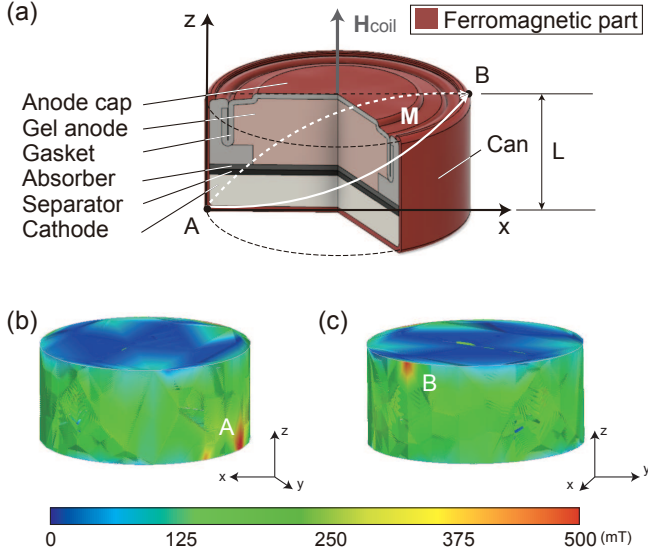 (a)
z
Hcoil
Ferromagnetic part
B
Anode cap
Gel anode
Gasket
Absorber
Separator
Cathode
M
Can
L
A
x
(b)
(c)
A
B
z
x
y
z
x
y
0
125
250
375
500
(mT)